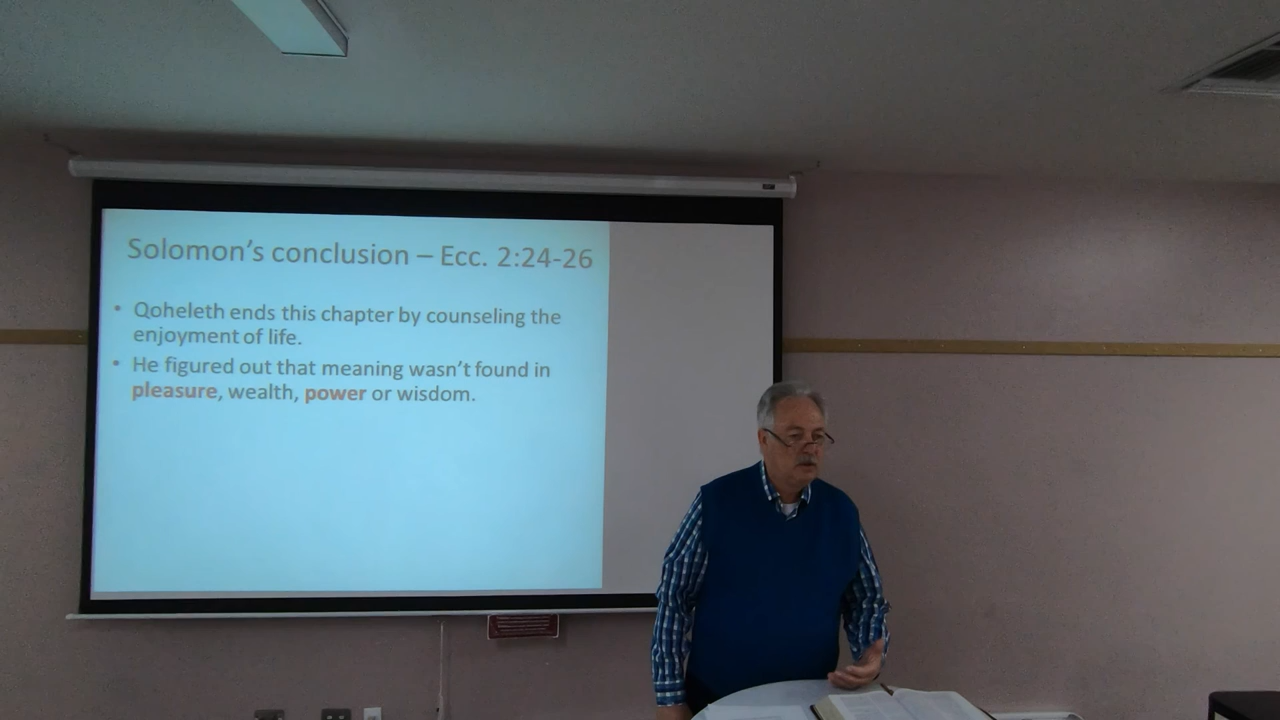 Solomon's conclusion – Ecc. 2:24-26
• Qoheleth ends this chapter by counseling the
enjoyment of life.
• He figured out that meaning wasn't found in
pleasure, wealth, power or wisdom.